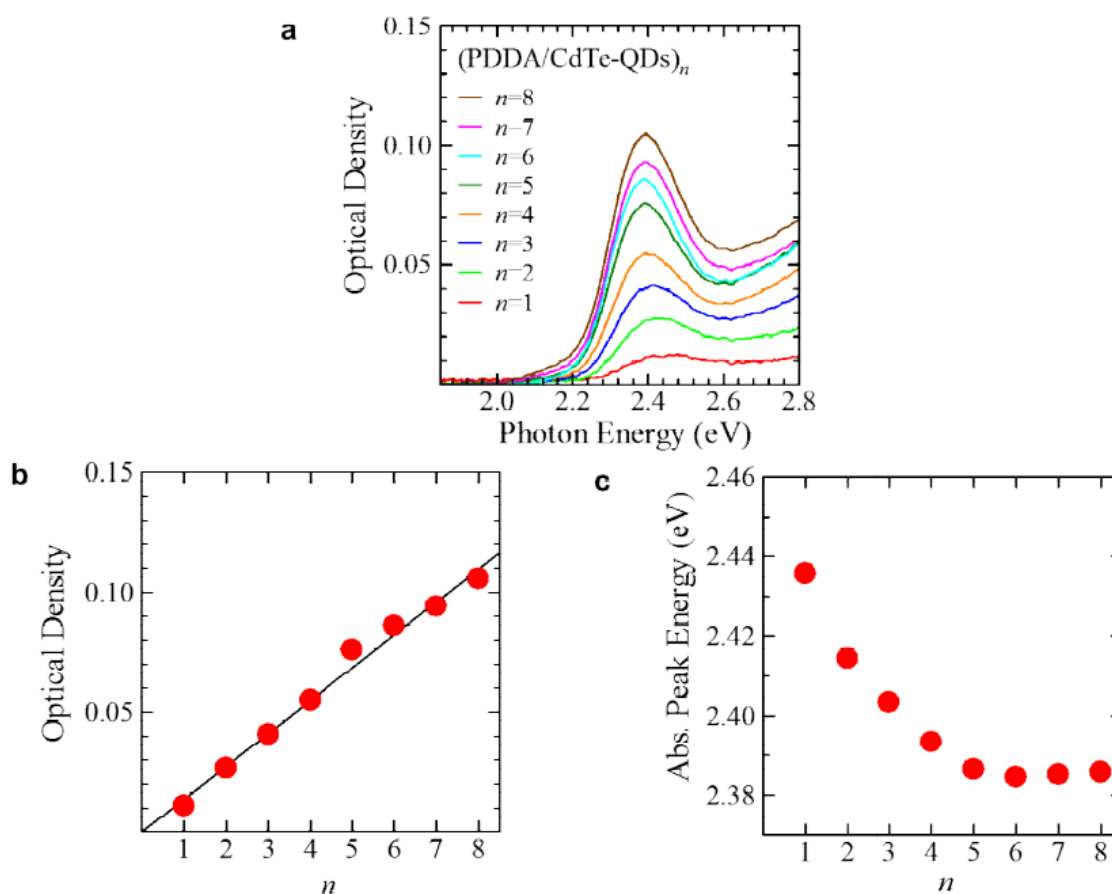 a
0.15
0.10
0.05
Optical Density
(PDDA/CdTe-QDs)n
n=8
n=7
n=6
n=5
n=4
n=3
n=2
n=1
2.0 2.2 2.4 2.6 2.8
Photon Energy (eV)
b
0.15
0.10
0.05
Optical Density
1 2 3 4 5 6 7 8
n
c
2.46
2.44
2.42
2.40
2.38
Abs. Peak Energy (eV)
1 2 3 4 5 6 7 8
n